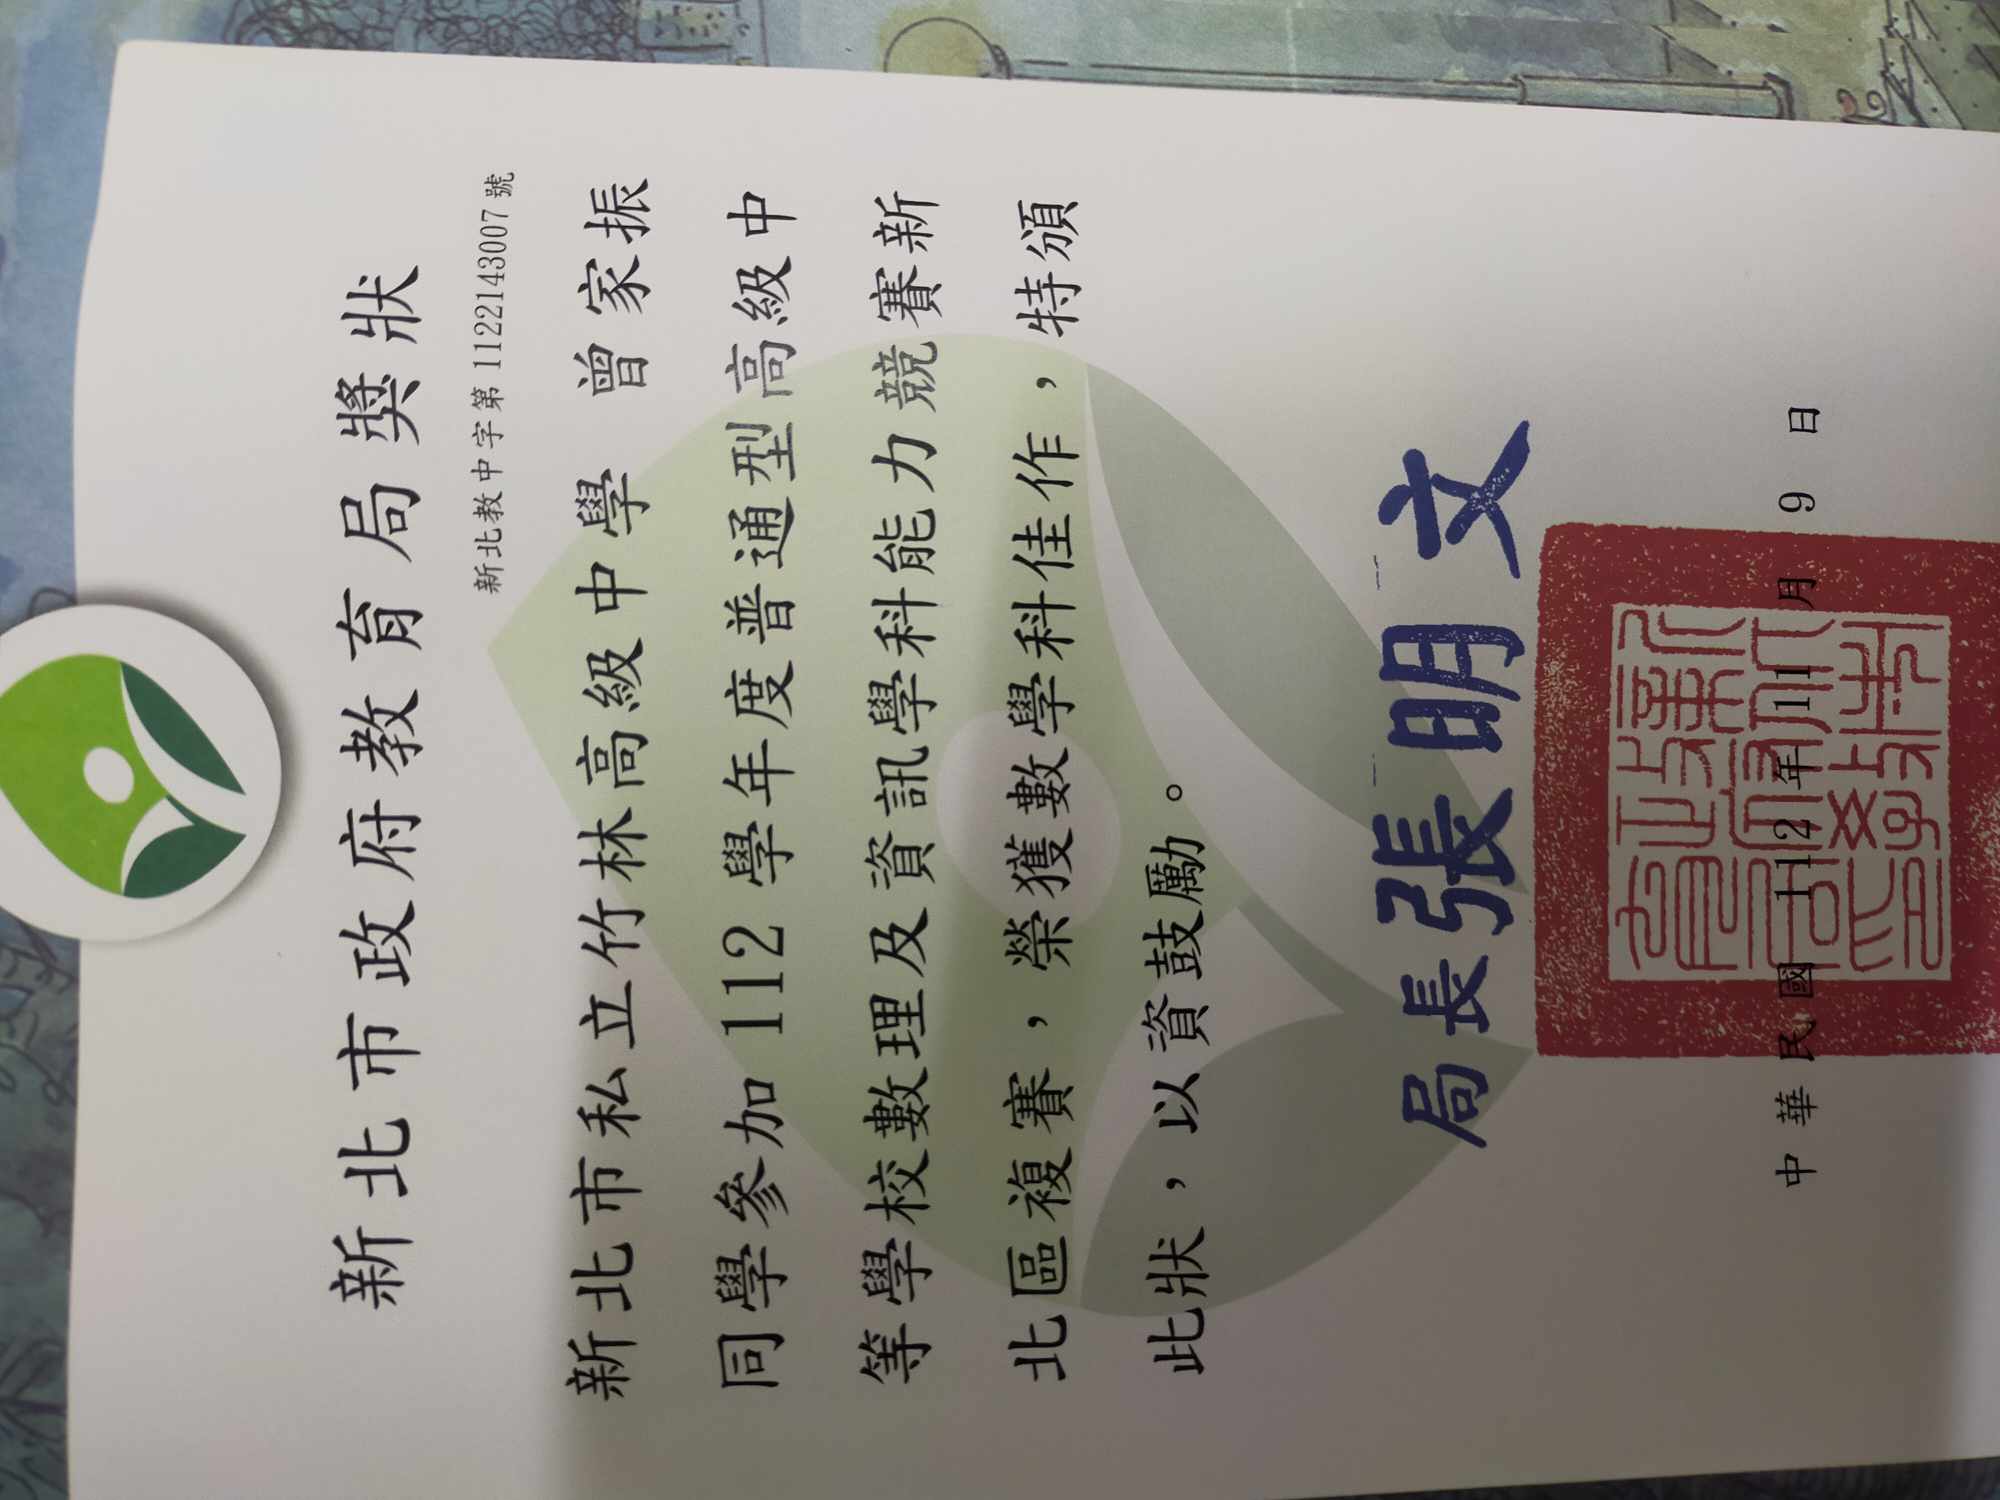 新北市政府教育局獎狀
新北教中字第1122143007號
新北市私立竹林高級中學 曾家振
同學參加 112 學年度普通型高級中
等學校數理及資訊學科能力競賽新
北區複賽，榮獲數學科佳作，特頒
此狀，以資鼓勵。
局長張明文
新北市政府教育局印
中華民國 112 年 11 月 9 日